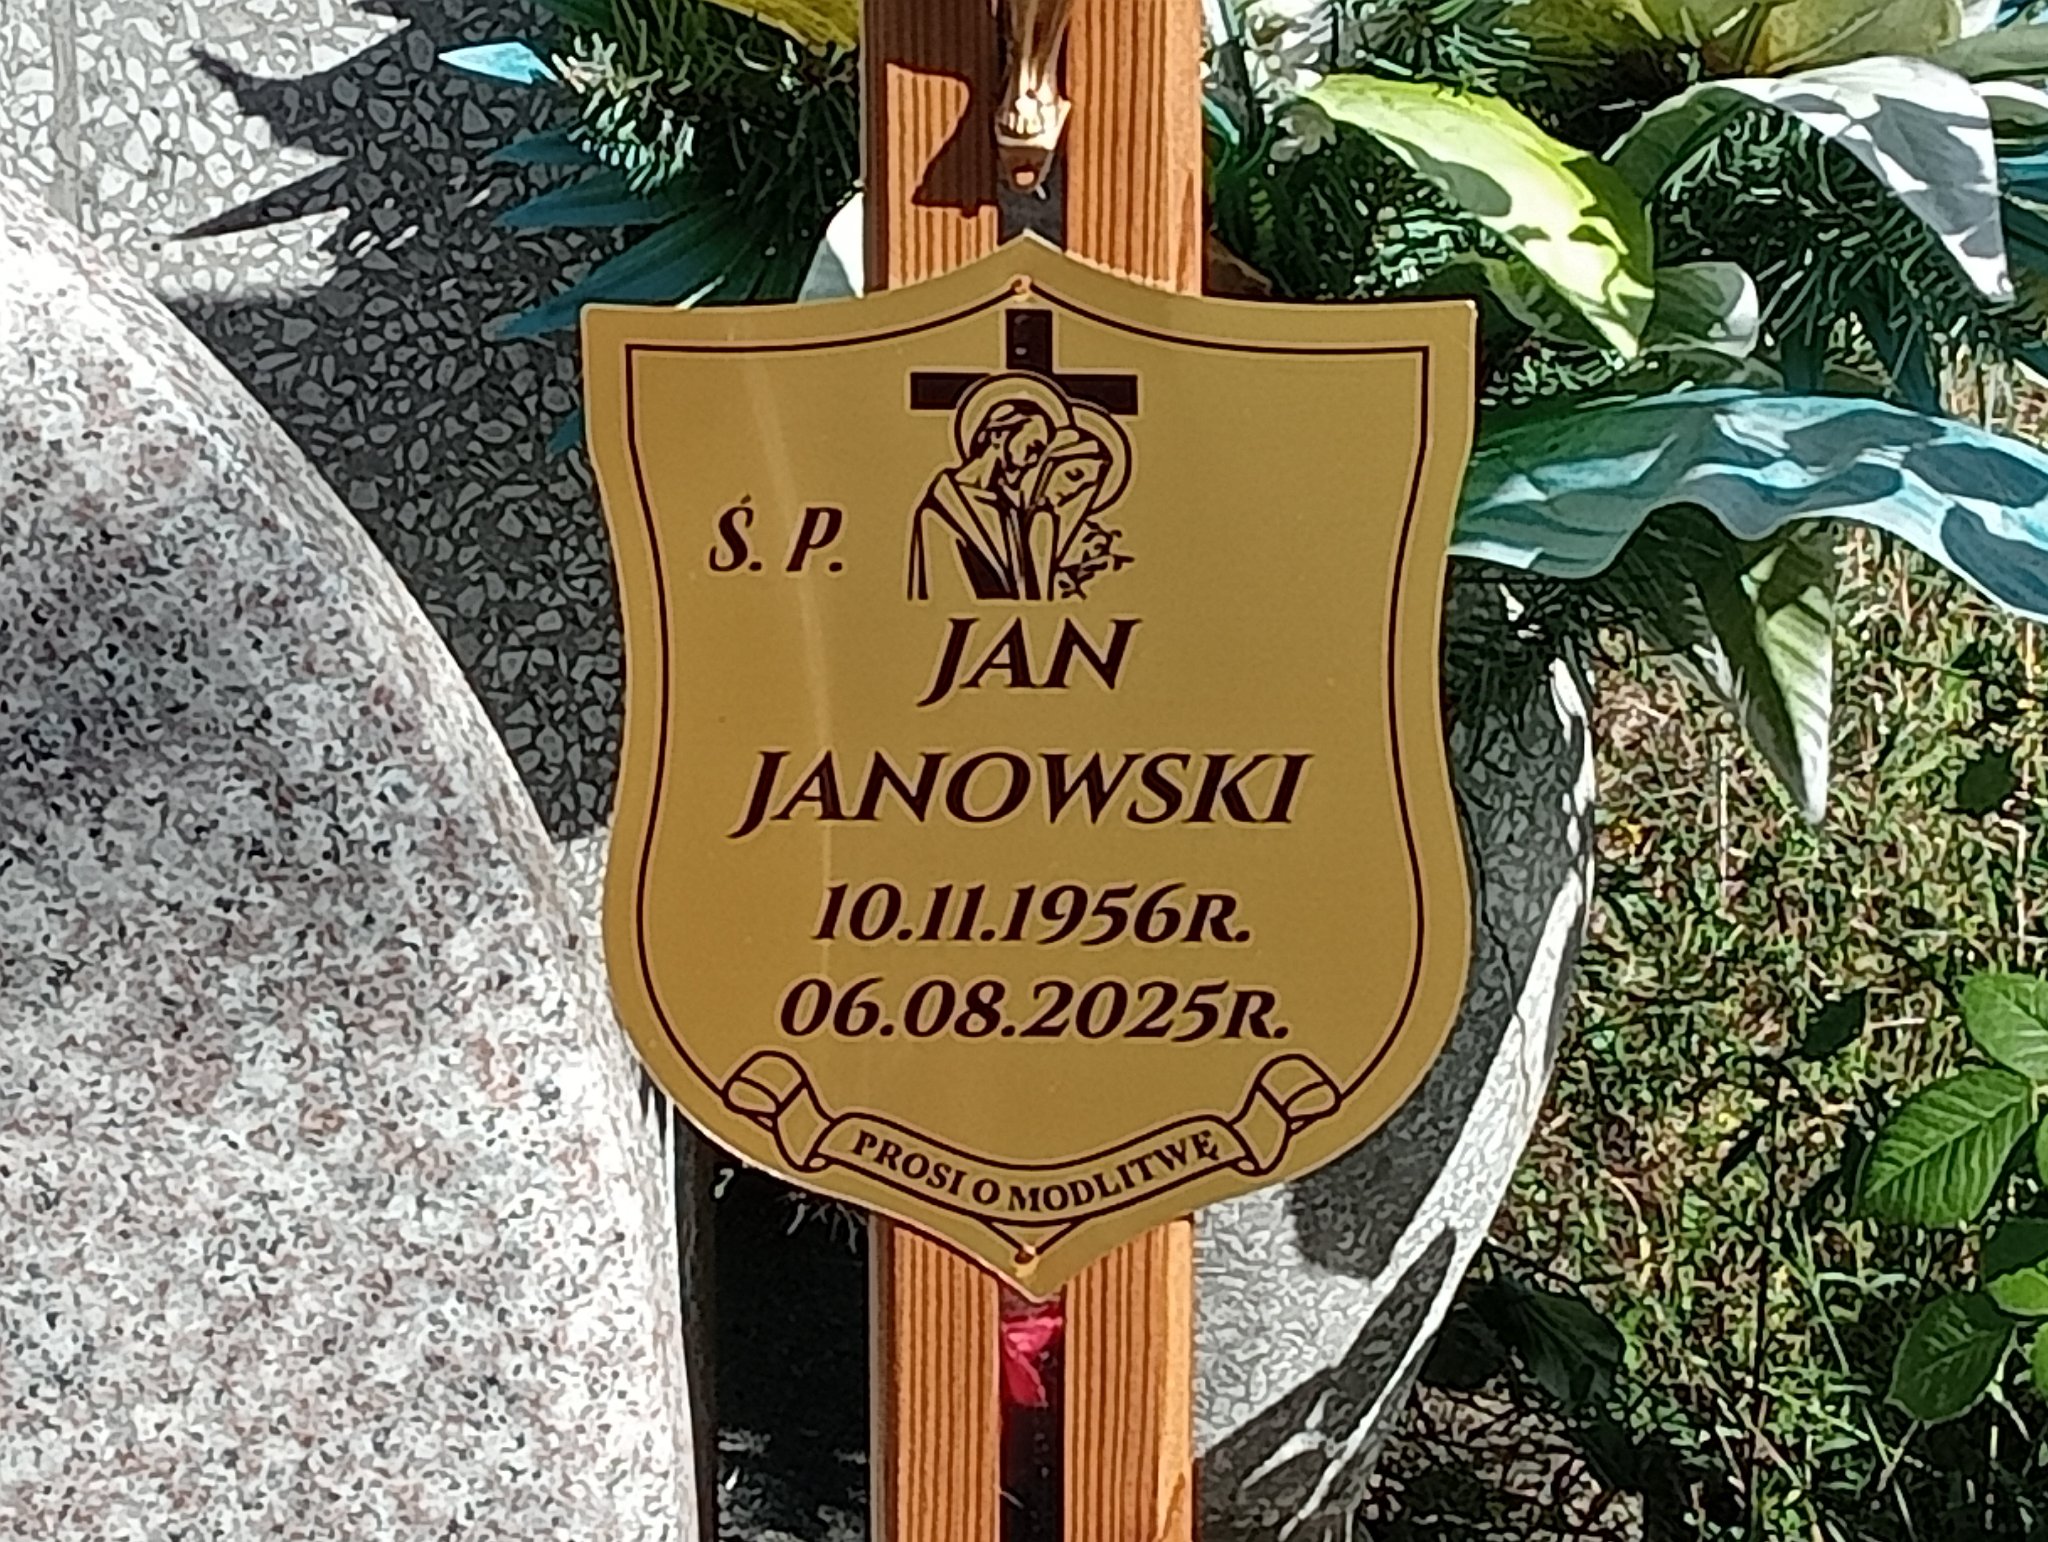 Ś. P.
JAN
JANOWSKI
10.11.1956R.
06.08.2025R.
PROSI O MODLITWĘ